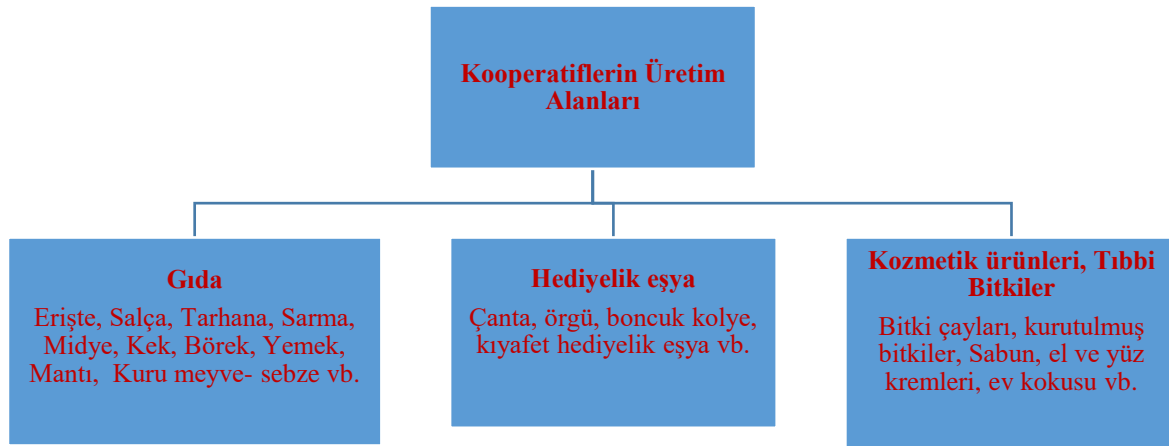 Kooperatiflerin Üretim
Alanları
Gıda
Erişte, Salça, Tarhana, Sarma,
Midye, Kek, Börek, Yemek,
Mantı, Kuru meyve- sebze vb.
Hediyelik eşya
Çanta, örgü, boncuk kolye,
kıyafet hediyelik eşya vb.
Kozmetik ürünleri, Tıbbi
Bitkiler
Bitki çayları, kurutulmuş
bitkiler, Sabun, el ve yüz
kremleri, ev kokusu vb.